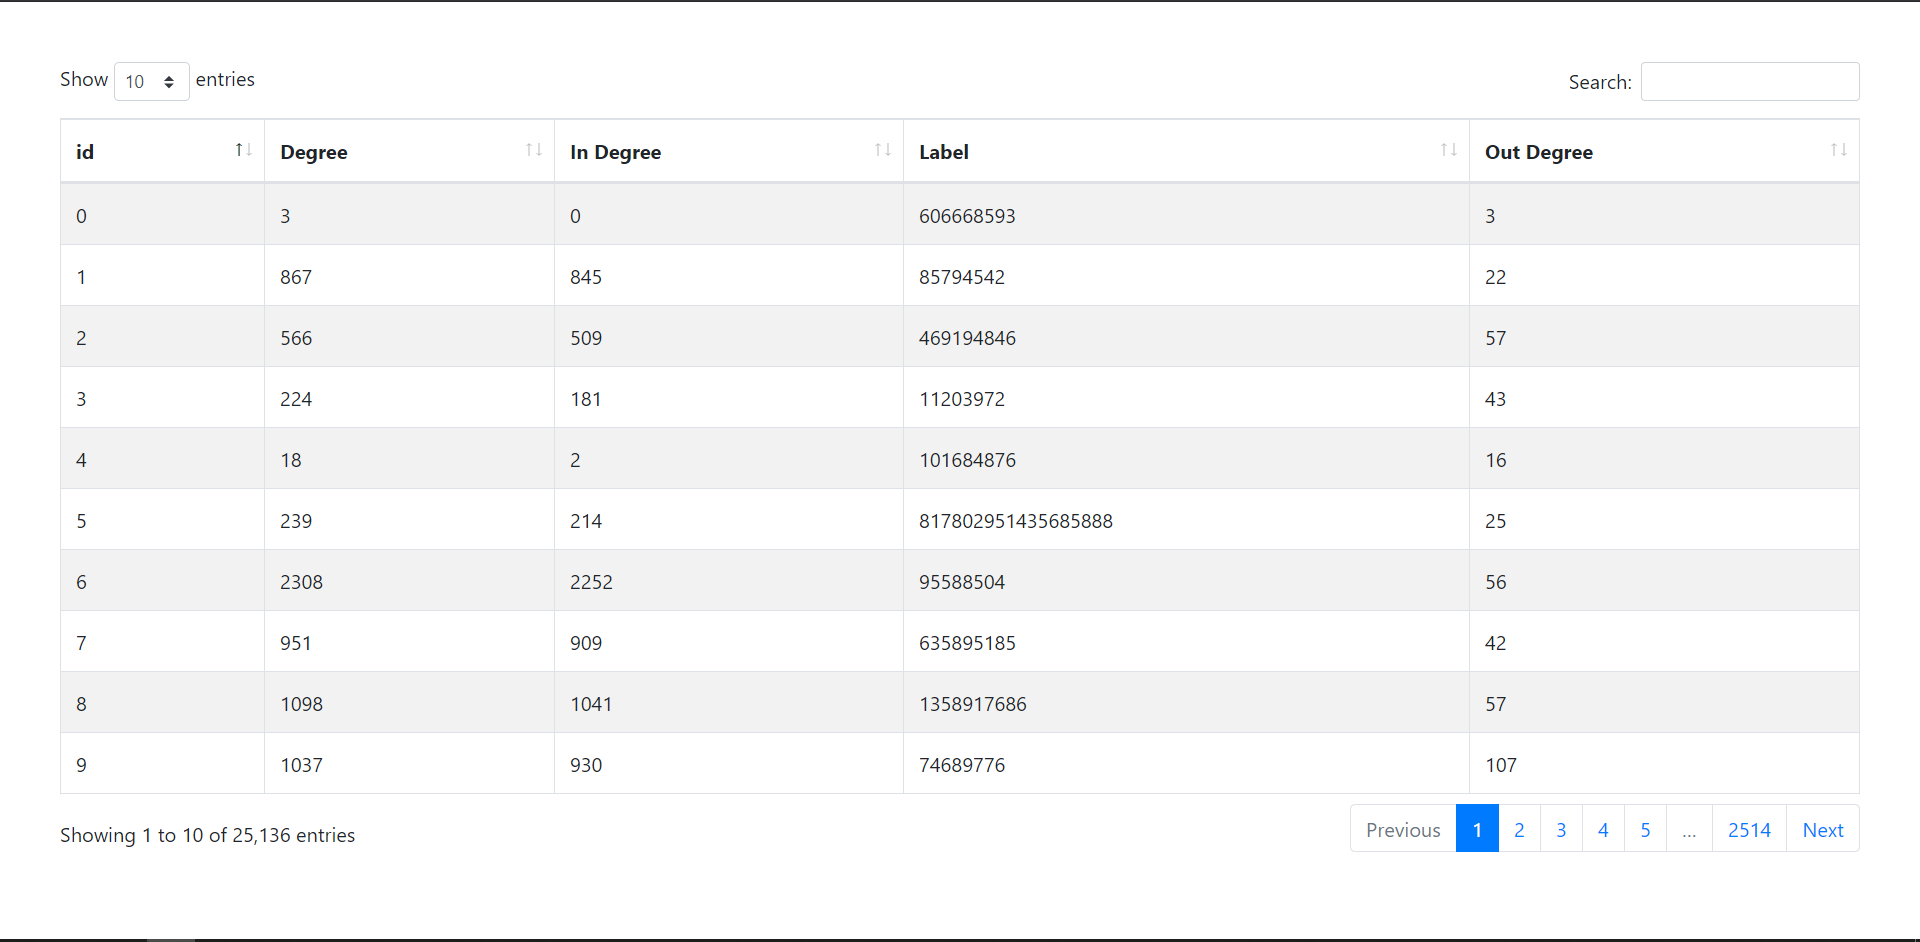 Show 10 entries Search:
id Degree In Degree Label Out Degree
0 3 0 606668593 3
1 867 845 85794542 22
2 566 509 469194846 57
3 224 181 11203972 43
4 18 2 101684876 16
5 239 214 817802951435685888 25
6 2308 2252 95588504 56
7 951 909 635895185 42
8 1098 1041 1358917686 57
9 1037 930 74689776 107
Showing 1 to 10 of 25,136 entries Previous 1 2 3 4 5 ... 2514 Next